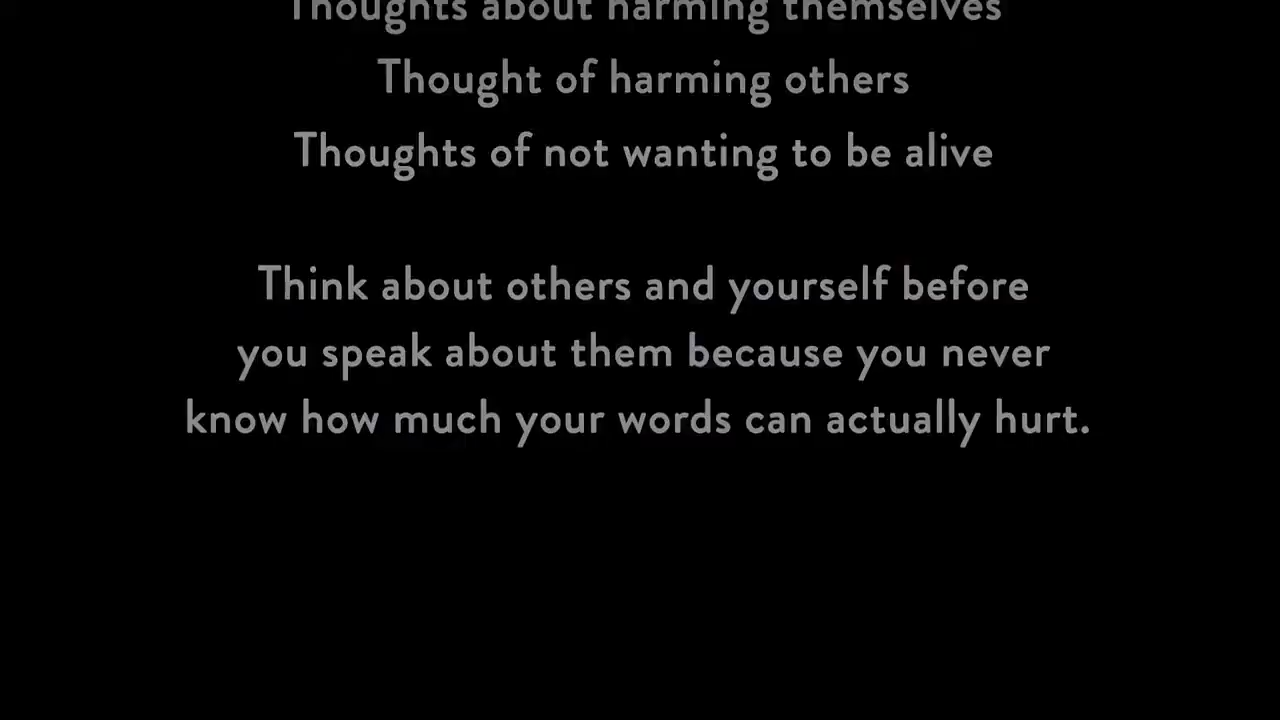 Thoughts about harming themselves
Thought of harming others
Thoughts of not wanting to be alive
Think about others and yourself before
you speak about them because you never
know how much your words can actually hurt.